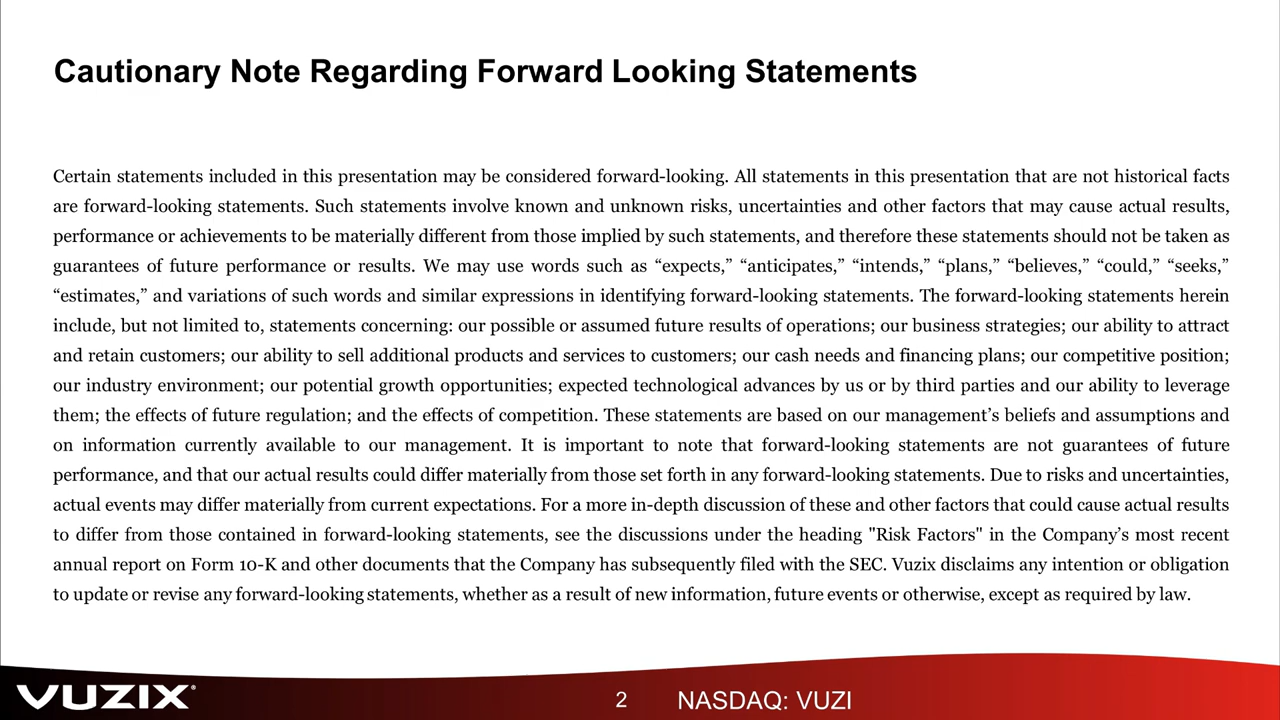 Cautionary Note Regarding Forward Looking Statements
Certain statements included in this presentation may be considered forward-looking. All statements in this presentation that are not historical facts
are forward-looking statements. Such statements involve known and unknown risks, uncertainties and other factors that may cause actual results,
performance or achievements to be materially different from those implied by such statements, and therefore these statements should not be taken as
guarantees of future performance or results. We may use words such as “expects,” “anticipates,” “intends,” “plans,” “believes,” “could,” “seeks,”
“estimates,” and variations of such words and similar expressions in identifying forward-looking statements. The forward-looking statements herein
include, but not limited to, statements concerning: our possible or assumed future results of operations; our business strategies; our ability to attract
and retain customers; our ability to sell additional products and services to customers; our cash needs and financing plans; our competitive position;
our industry environment; our potential growth opportunities; expected technological advances by us or by third parties and our ability to leverage
them; the effects of future regulation; and the effects of competition. These statements are based on our management’s beliefs and assumptions and
on information currently available to our management. It is important to note that forward-looking statements are not guarantees of future
performance, and that our actual results could differ materially from those set forth in any forward-looking statements. Due to risks and uncertainties,
actual events may differ materially from current expectations. For a more in-depth discussion of these and other factors that could cause actual results
to differ from those contained in forward-looking statements, see the discussions under the heading "Risk Factors" in the Company’s most recent
annual report on Form 10-K and other documents that the Company has subsequently filed with the SEC. Vuzix disclaims any intention or obligation
to update or revise any forward-looking statements, whether as a result of new information, future events or otherwise, except as required by law.
VUZIX® 2 NASDAQ: VUZI